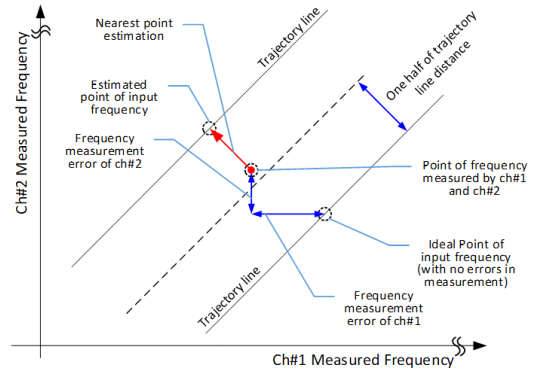 Nearest point
estimation
Trajectory line
One half of trajectory
line distance
Estimated
point of input
frequency
Frequency
measurement
error of ch#2
Point of frequency
measured by ch#1
and ch#2
Ideal Point of
input frequency
(with no errors in
measurement)
Trajectory line
Frequency
measurement
error of ch#1
Ch#2 Measured Frequency
Ch#1 Measured Frequency